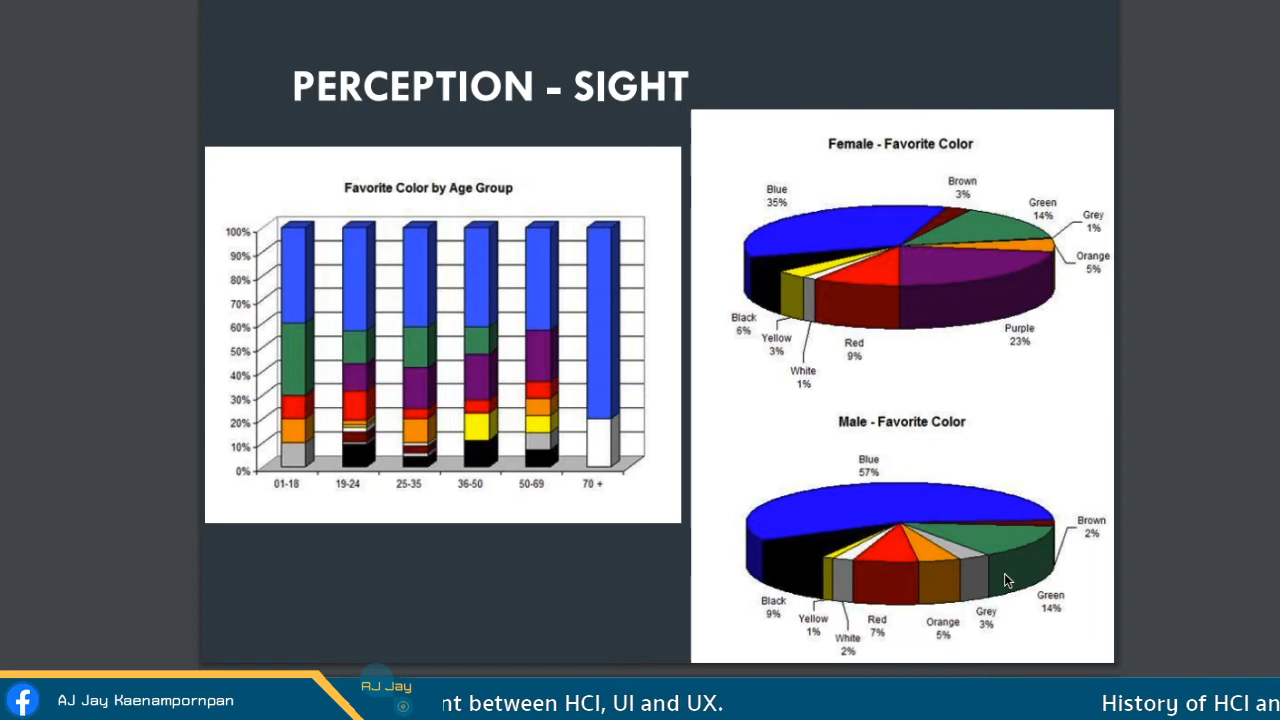 PERCEPTION - SIGHT
Favorite Color by Age Group
100%
90%
80%
70%
60%
50%
40%
30%
20%
10%
0%
01-18
19-24
25-35
36-50
50-69
70 +
Female - Favorite Color
Blue
35%
Brown
3%
Green
14%
Grey
1%
Orange
5%
Purple
23%
Red
9%
White
1%
Yellow
3%
Black
6%
Male - Favorite Color
Blue
57%
Brown
2%
Green
14%
Grey
3%
Orange
5%
Red
7%
White
2%
Yellow
1%
Black
9%
AJ Jay Kaenampornpan
AJ Jay
nt between HCI, UI and UX.
History of HCI an